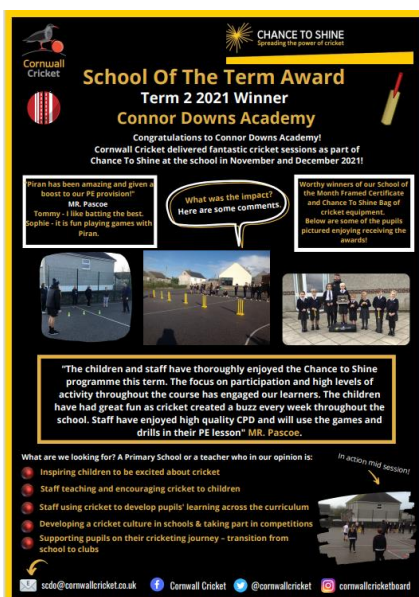 Cornwall
Cricket
CHANCE TO SHINE
Spreading the power of cricket
School Of The Term Award
Term 2 2021 Winner
Connor Downs Academy
Congratulations to Connor Downs Academy!
Cornwall Cricket delivered fantastic cricket sessions as part of
Chance To Shine at the school in November and December 2021!
"Piran has been amazing and given a
boost to our PE provision!"
MR. Pascoe
Tommy - I like batting the best.
Sophie - it is fun playing games with
Piran.
What was the impact?
Here are some comments.
Worthy winners of our School of
the Month Framed Certificate
and Chance To Shine Bag of
cricket equipment.
Below are some of the pupils
pictured enjoying receiving the
awards!
"The children and staff have thoroughly enjoyed the Chance to Shine
programme this term. The focus on participation and high levels of
activity throughout the course has engaged our learners. The children
have had great fun as cricket created a buzz every week throughout the
school. Staff have enjoyed high quality CPD and will use the games and
drills in their PE lesson" MR. Pascoe.
What are we looking for? A Primary School or a teacher who in our opinion is:
In action mid session!
Inspiring children to be excited about cricket
Staff teaching and encouraging cricket to children
Staff using cricket to develop pupils' learning across the curriculum
Developing a cricket culture in schools & taking part in competitions
Supporting pupils on their cricketing journey – transition from
school to clubs
scdo@cornwallcricket.co.uk
Cornwall Cricket
@cornwallcricket
cornwallcricketboard